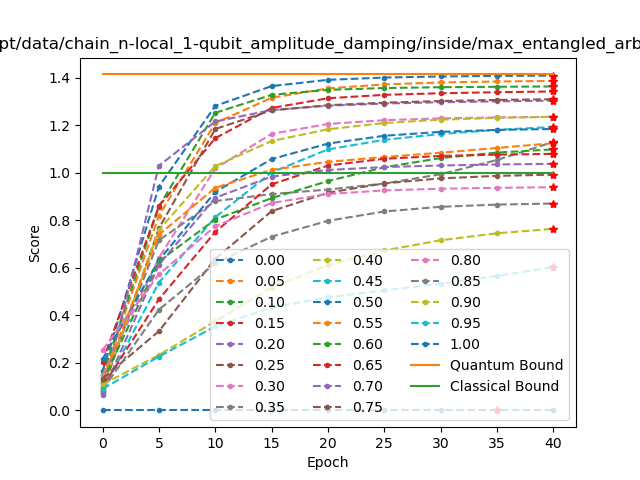 pt/data/chain_n-local_1-qubit_amplitude_damping/inside/max_entangled_arb
Score
1.4
1.2
1.0
0.8
0.6
0.4
0.2
0.0
0.00 0.40 0.80
0.05 0.45 0.85
0.10 0.50 0.90
0.15 0.55 0.95
0.20 0.60 1.00
0.25 0.65 Quantum Bound
0.30 0.70 Classical Bound
0.35 0.75
0 5 10 15 20 25 30 35 40
Epoch